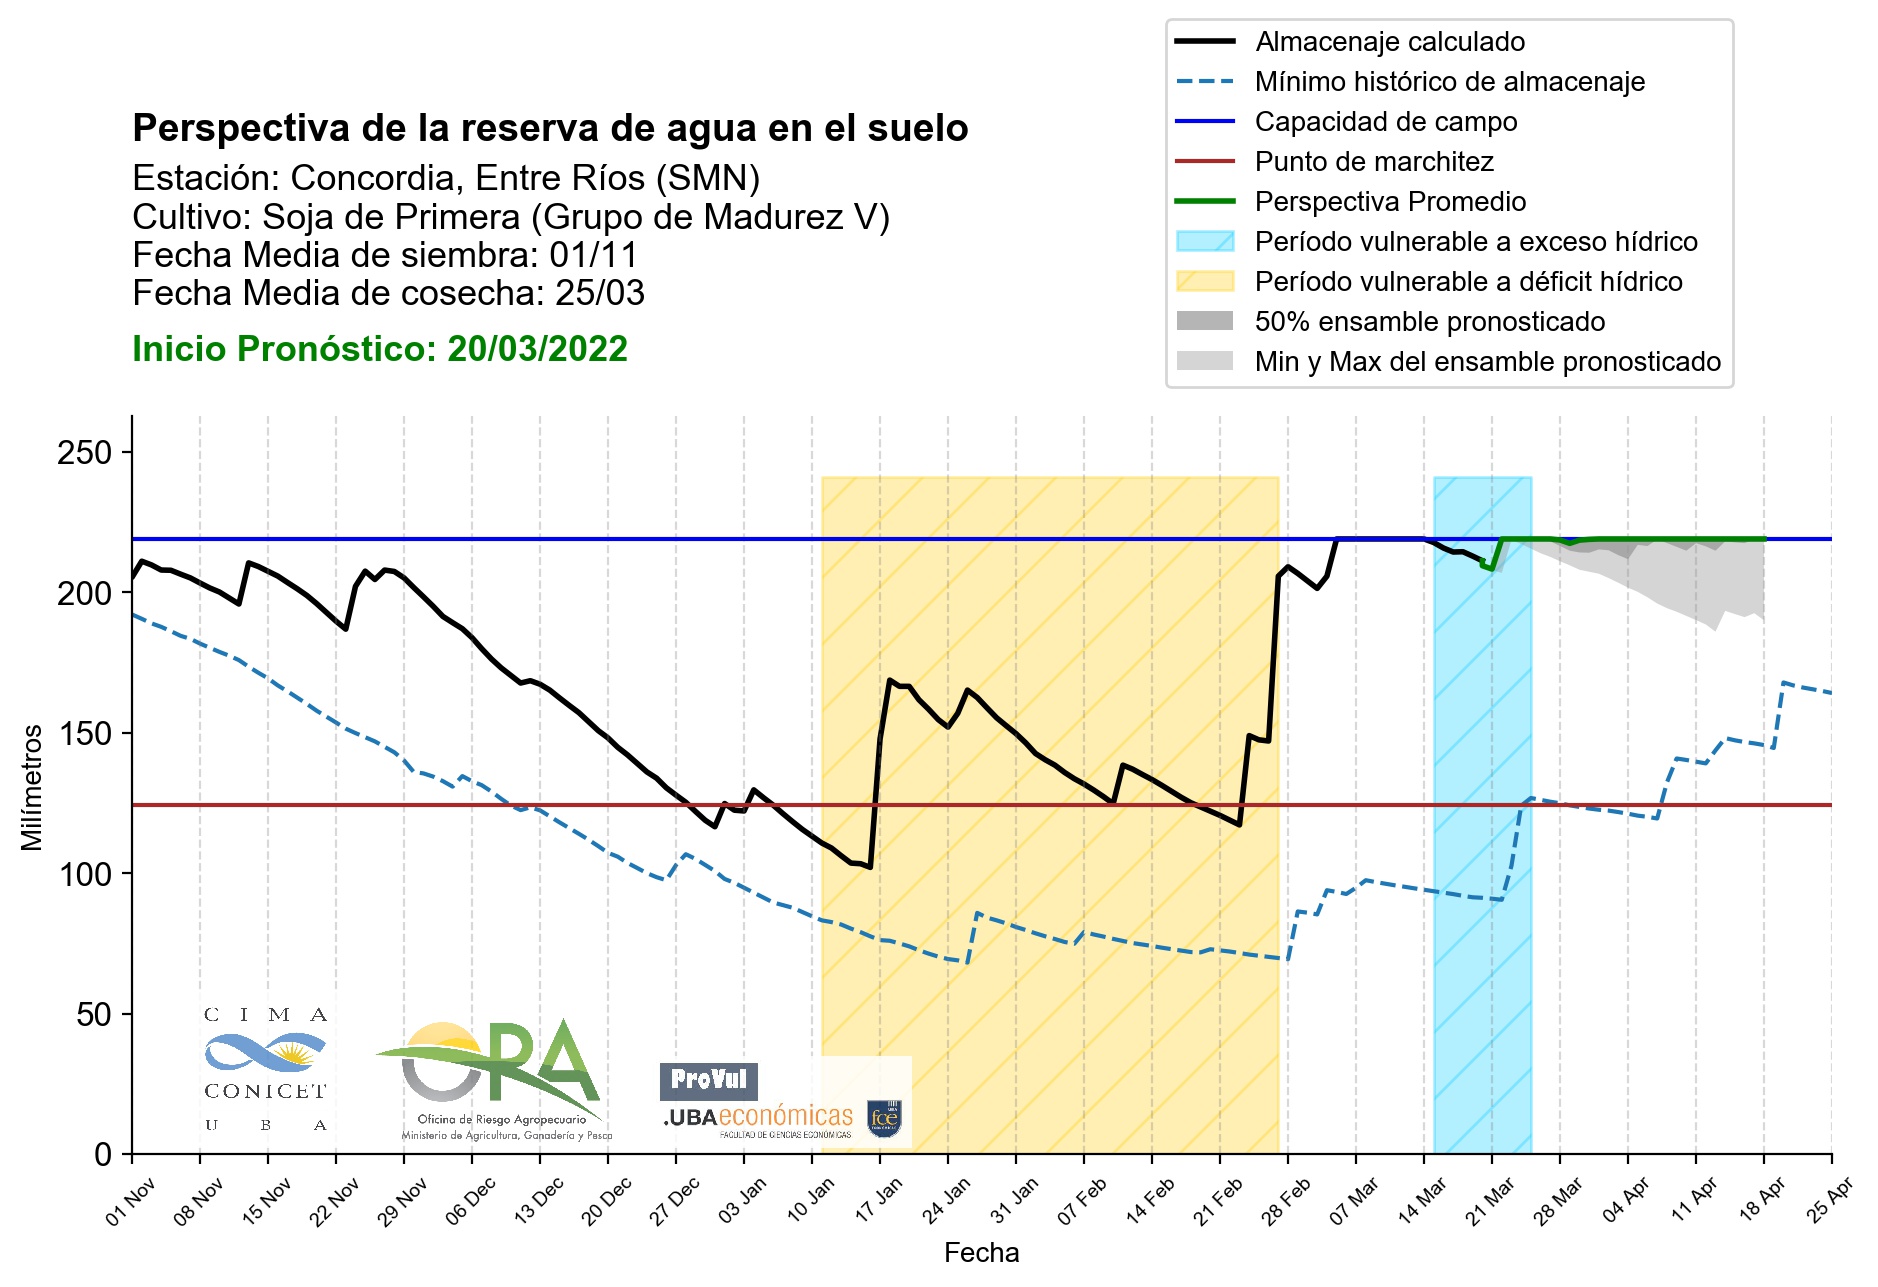 Almacenaje calculado
Mínimo histórico de almacenaje
Capacidad de campo
Punto de marchitez
Perspectiva Promedio
Período vulnerable a exceso hídrico
Período vulnerable a déficit hídrico
50% ensamble pronosticado
Min y Max del ensamble pronosticado
Perspectiva de la reserva de agua en el suelo
Estación: Concordia, Entre Ríos (SMN)
Cultivo: Soja de Primera (Grupo de Madurez V)
Fecha Media de siembra: 01/11
Fecha Media de cosecha: 25/03
Inicio Pronóstico: 20/03/2022
250
200
150
100
50
0
Milímetros
C I M A
CONICET
U B A
ORA
Oficina de Riesgo Agropecuario
Ministerio de Agricultura, Ganadería y Pesca
ProVul
.UBAeconómicas
FACULTAD DE CIENCIAS ECONÓMICAS
fce
01 Nov
08 Nov
15 Nov
22 Nov
29 Nov
06 Dec
13 Dec
20 Dec
27 Dec
03 Jan
10 Jan
17 Jan
24 Jan
31 Jan
07 Feb
14 Feb
21 Feb
28 Feb
07 Mar
14 Mar
21 Mar
28 Mar
04 Apr
11 Apr
18 Apr
25 Apr
Fecha